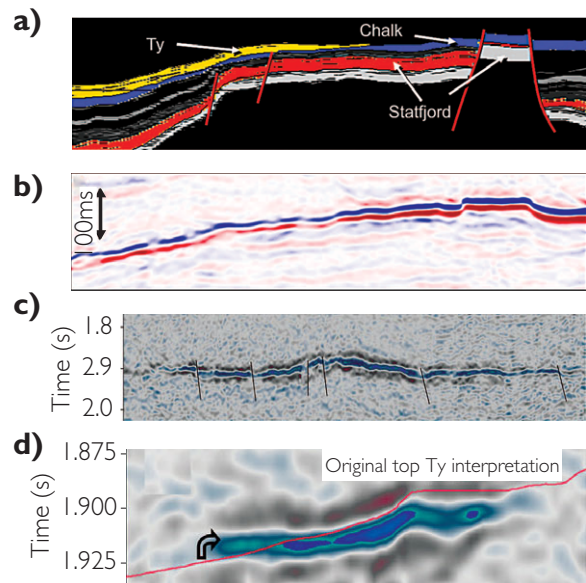 a)
Ty
Chalk
Statfjord
b)
100ms
c)
Time (s)
1.8
2.9
2.0
d)
Time (s)
1.875
1.900
1.925
Original top Ty interpretation